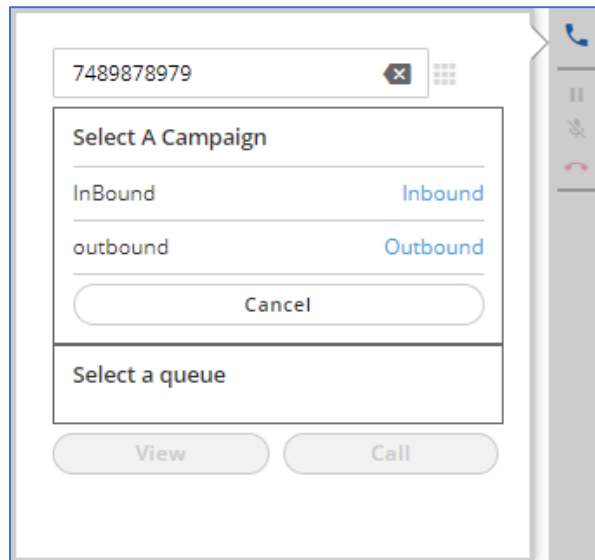 7489878979
Select A Campaign
InBound Inbound
outbound Outbound
Cancel
Select a queue
View Call